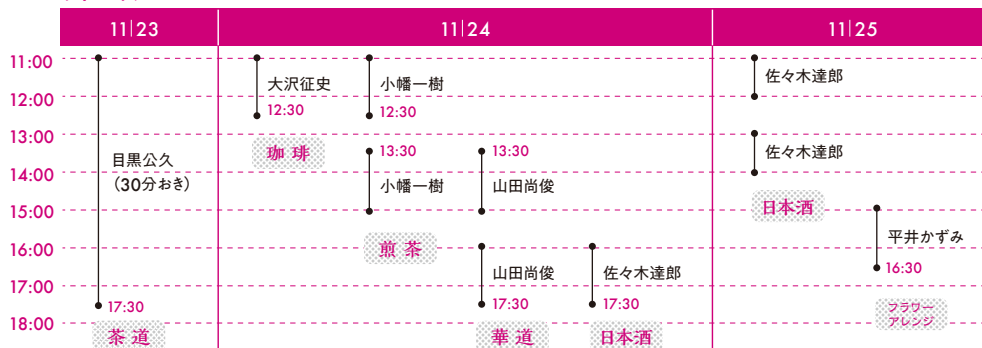 11|23
11|24
11|25
11:00
12:00
13:00
14:00
15:00
16:00
17:00
18:00
目黒公久
(30分おき)
17:30
茶道
大沢征史
12:30
珈琲
小幡一樹
12:30
13:30
小幡一樹
煎茶
13:30
山田尚俊
山田尚俊
17:30
華道
佐々木達郎
17:30
日本酒
佐々木達郎
佐々木達郎
日本酒
平井かずみ
16:30
フラワー
アレンジ